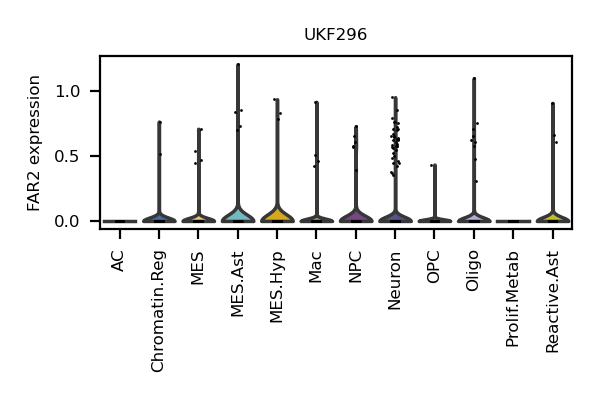 UKF296
FAR2 expression
1.0
0.5
0.0
AC
Chromatin.Reg
MES
MES.Ast
MES.Hyp
Mac
NPC
Neuron
OPC
Oligo
Prolif.Metab
Reactive.Ast